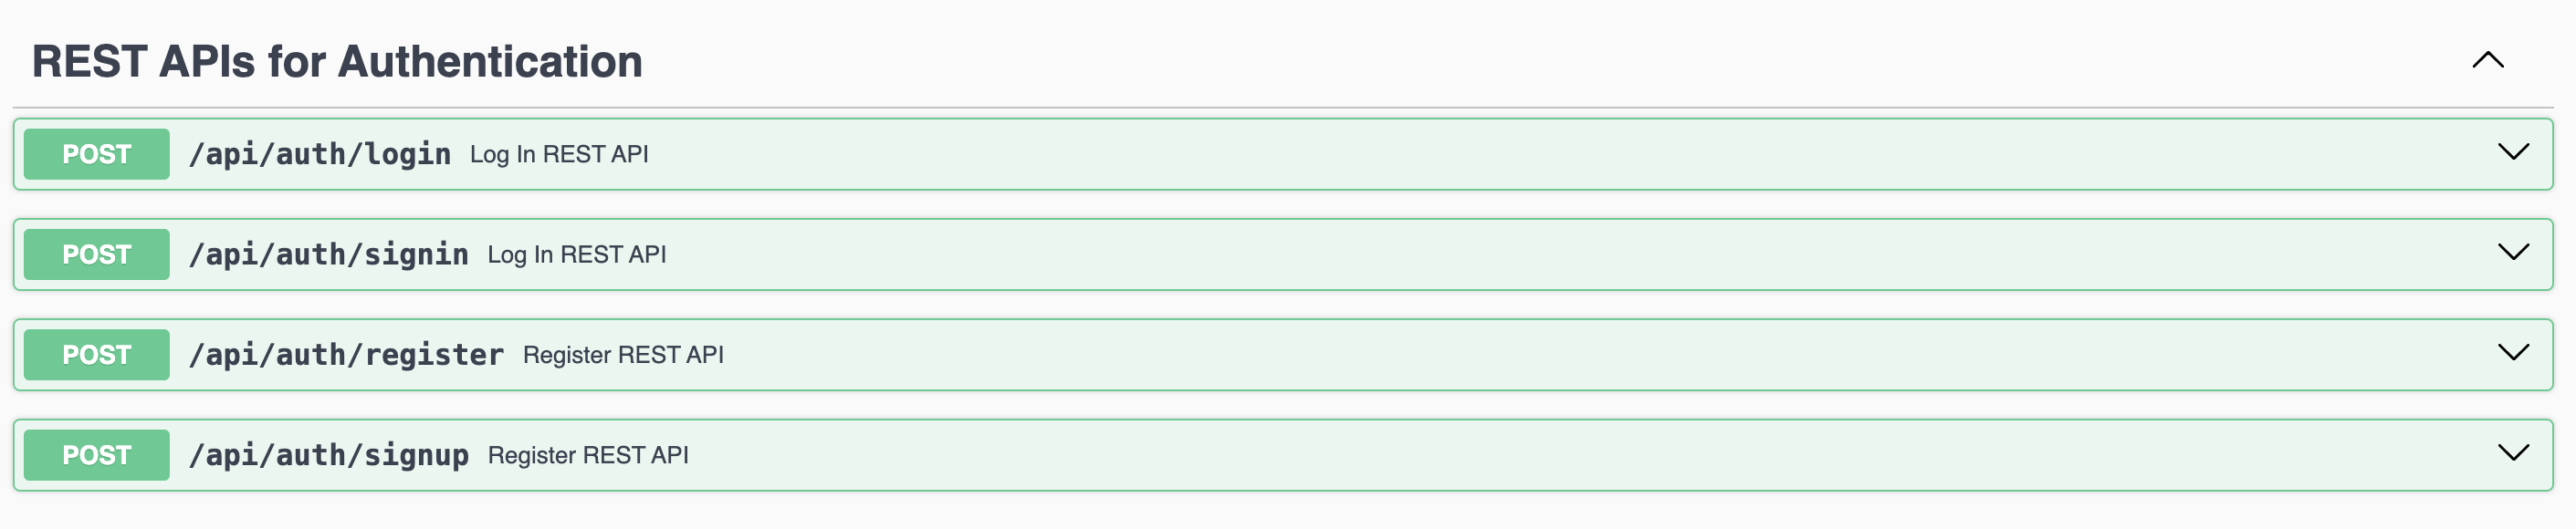 REST APIs for Authentication
POST /api/auth/login Log In REST API
POST /api/auth/signin Log In REST API
POST /api/auth/register Register REST API
POST /api/auth/signup Register REST API